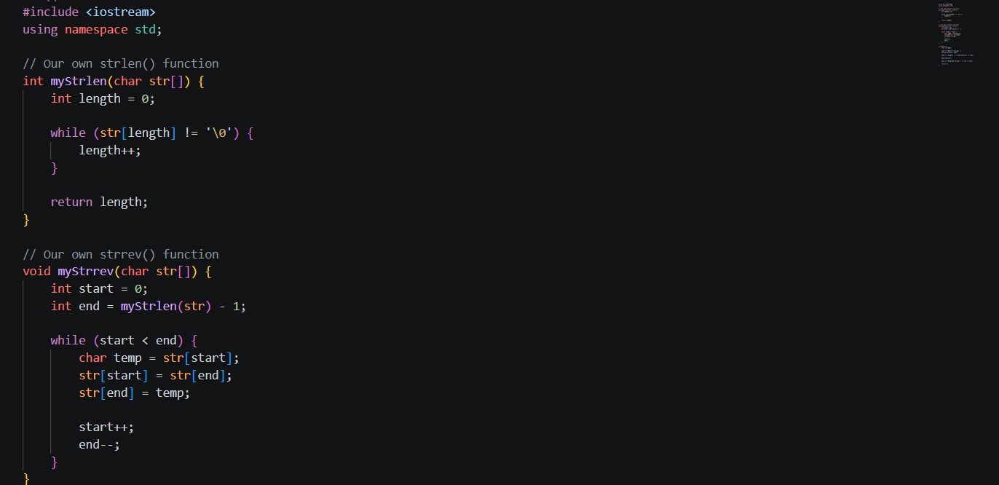 #include <iostream>
using namespace std;
// Our own strlen() function
int myStrlen(char str[]) {
int length = 0;
while (str[length] != '\0') {
length++;
}
return length;
}
// Our own strrev() function
void myStrrev(char str[]) {
int start = 0;
int end = myStrlen(str) - 1;
while (start < end) {
char temp = str[start];
str[start] = str[end];
str[end] = temp;
start++;
end--;
}
}